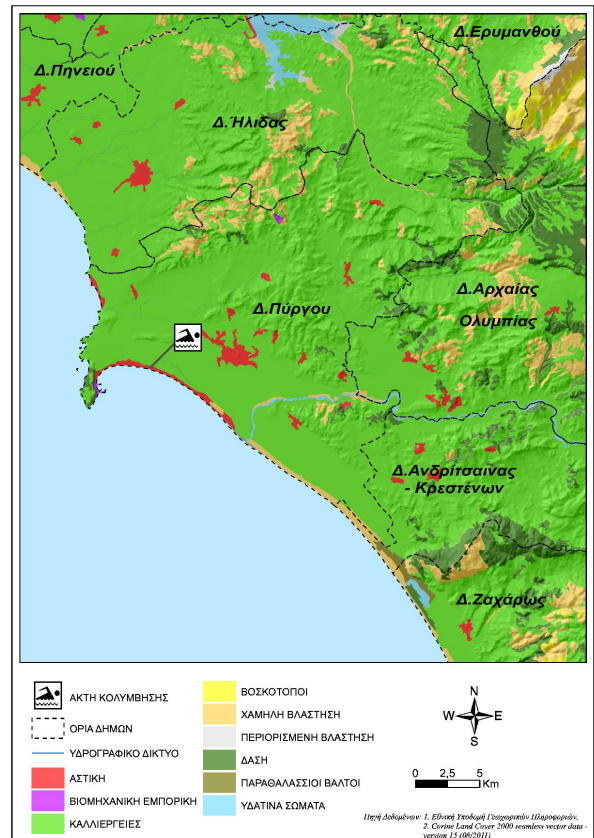 Δ.Ερυμανθού
Δ.Πηνειού
Δ.Ήλιδας
Δ.Αρχαίας
Ολυμπίας
Δ.Πύργου
Δ.Ανδρίτσαινας
- Κρεστένων
Δ.Ζαχάρως
ΑΚΤΗ ΚΟΛΥΜΒΗΣΗΣ
ΟΡΙΑ ΔΗΜΩΝ
ΥΔΡΟΓΡΑΦΙΚΟ ΔΙΚΤΥΟ
ΑΣΤΙΚΗ
ΒΙΟΜΗΧΑΝΙΚΗ ΕΜΠΟΡΙΚΗ
ΚΑΛΛΙΕΡΓΕΙΕΣ
ΒΟΣΚΟΤΟΠΟΙ
ΧΑΜΗΛΗ ΒΛΑΣΤΗΣΗ
ΠΕΡΙΟΡΙΣΜΕΝΗ ΒΛΑΣΤΗΣΗ
ΔΑΣΗ
ΠΑΡΑΘΑΛΑΣΣΙΟΙ ΒΑΛΤΟΙ
ΥΔΑΤΙΝΑ ΣΩΜΑΤΑ
N
W E
S
0 2,5 5
Km
Πηγή Δεδομένων: 1. Εθνική Υποδομή Γεωχωρικών Πληροφοριών,
2. Corine Land Cover 2000 seamless vector data -
version 15 (08/2011)